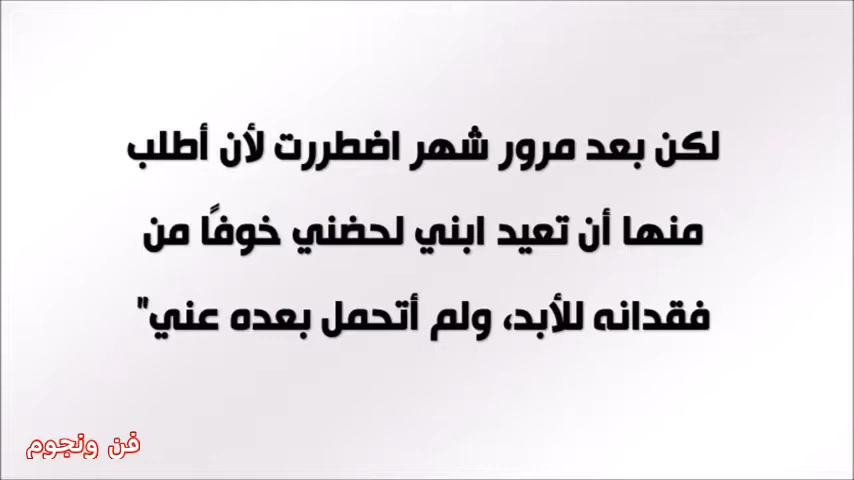 لكن بعد مرور شهر اضطررت لأن أطلب
منها أن تعيد ابني لحضني خوفًا من
فقدانه للأبد، ولم أتحمل بعده عني"
فن ونجوم